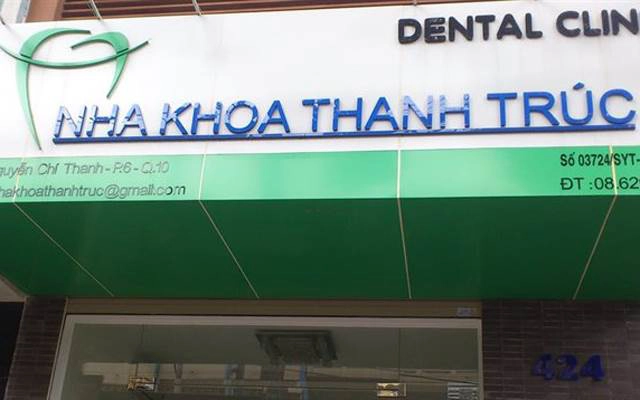 DENTAL CLIN
NHA KHOA THANH TRÚC
guyễn Chí Thanh - P.6 - Q.10
hakhoathanhtruc@gmail.com
Số 03724/SYT-
ĐT : 08.629
424